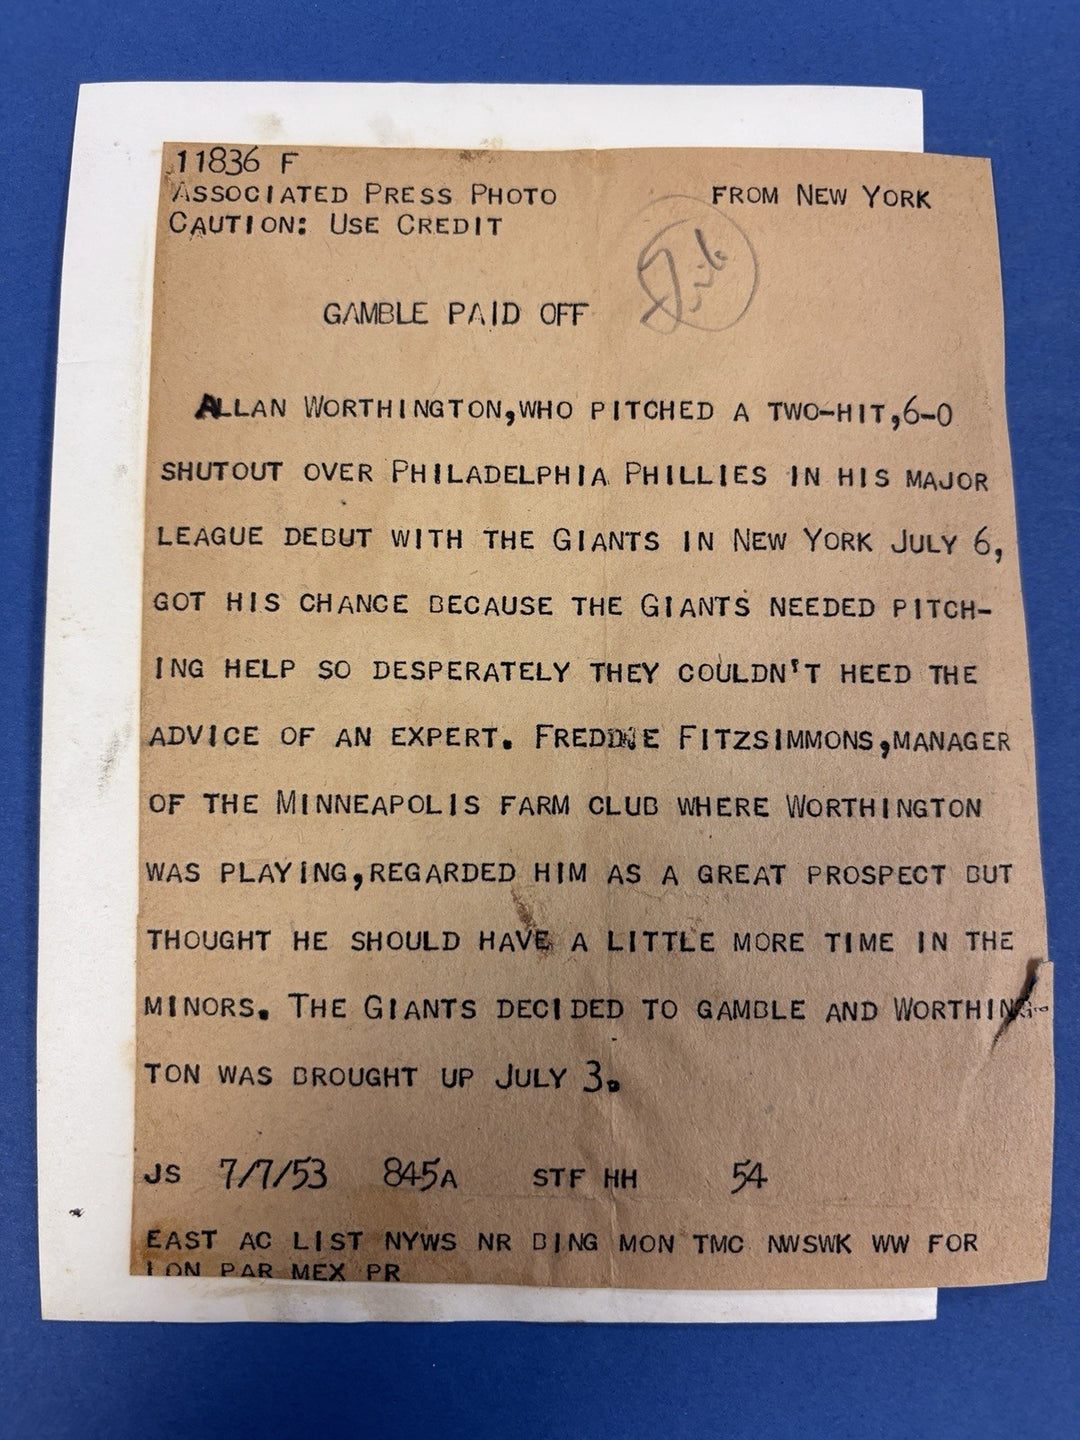 11836 F
ASSOCIATED PRESS PHOTO FROM NEW YORK
CAUTION: USE CREDIT
GAMBLE PAID OFF
ALLAN WORTHINGTON,WHO PITCHED A TWO-HIT,6-0
SHUTOUT OVER PHILADELPHIA PHILLIES IN HIS MAJOR
LEAGUE DEBUT WITH THE GIANTS IN NEW YORK JULY 6,
GOT HIS CHANCE BECAUSE THE GIANTS NEEDED PITCH-
ING HELP SO DESPERATELY THEY COULDN'T HEED THE
ADVICE OF AN EXPERT. FREDDIE FITZSIMMONS,MANAGER
OF THE MINNEAPOLIS FARM CLUB WHERE WORTHINGTON
WAS PLAYING,REGARDED HIM AS A GREAT PROSPECT BUT
THOUGHT HE SHOULD HAVE A LITTLE MORE TIME IN THE
MINORS. THE GIANTS DECIDED TO GAMBLE AND WORTHING-
TON WAS BROUGHT UP JULY 3.
JS 7/7/53 845A STF HH 54
EAST AC LIST NYWS NR BING MON TMC NWSWK WW FOR
LON PAR MEX PR